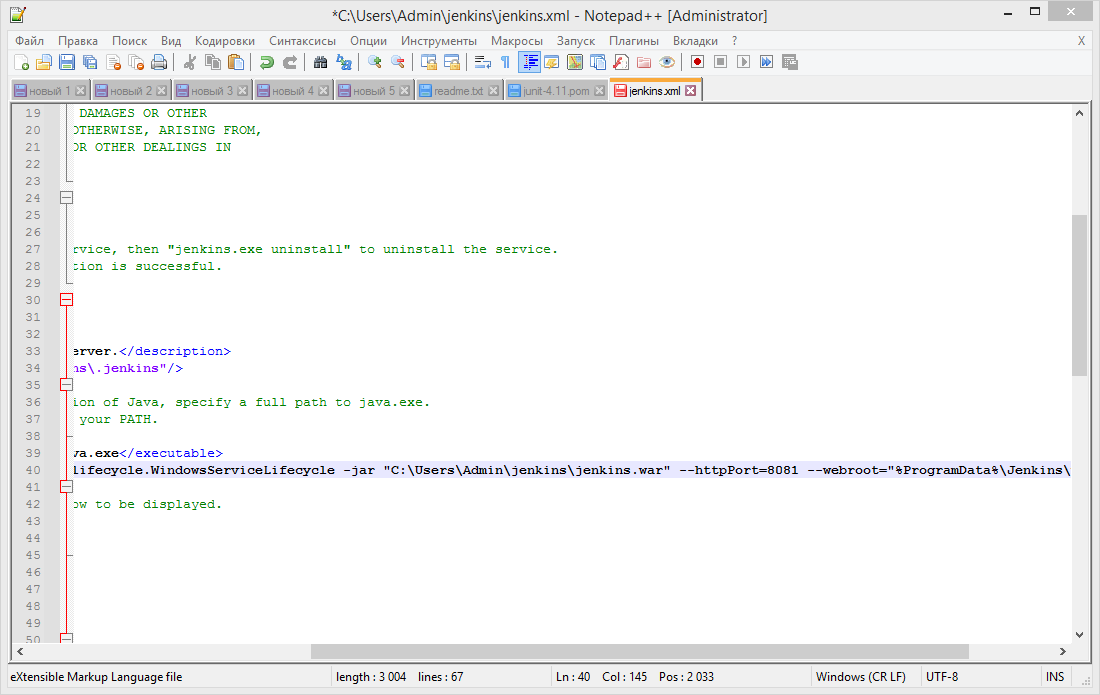 *C:\Users\Admin\jenkins\jenkins.xml - Notepad++ [Administrator]
Файл Правка Поиск Вид Кодировки Синтаксисы Опции Инструменты Макросы Запуск Плагины Вкладки ? X
новый 1 новый 2 новый 3 новый 4 новый 5 readme.txt junit-4.11.pom jenkins.xml
19 DAMAGES OR OTHER
20 OTHERWISE, ARISING FROM,
21 OR OTHER DEALINGS IN
22
23
24
25
26
27 rvice, then "jenkins.exe uninstall" to uninstall the service.
28 tion is successful.
29
30
31
32
33 erver.</description>
34 ns\.jenkins"/>
35
36 ion of Java, specify a full path to java.exe.
37 your PATH.
38
39 va.exe</executable>
40 lifecycle.WindowsServiceLifecycle -jar "C:\Users\Admin\jenkins\jenkins.war" --httpPort=8081 --webroot="%ProgramData%\Jenkins\
41
42 ow to be displayed.
43
44
45
46
47
48
49
50
eXtensible Markup Language file length : 3 004 lines : 67 Ln : 40 Col : 145 Pos : 2 033 Windows (CR LF) UTF-8 INS